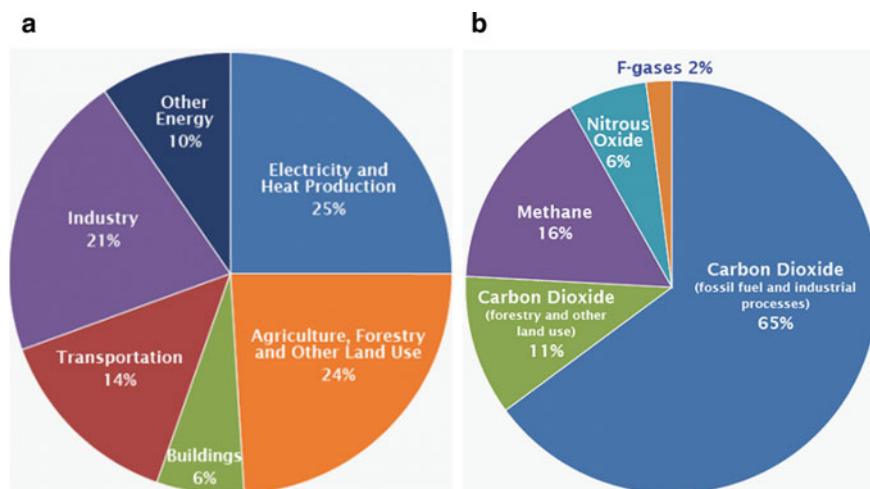 a
Other
Energy
10%
Electricity and
Heat Production
25%
Industry
21%
Agriculture, Forestry
and Other Land Use
24%
Transportation
14%
Buildings
6%
b
F-gases 2%
Nitrous
Oxide
6%
Methane
16%
Carbon Dioxide
(fossil fuel and industrial
processes)
65%
Carbon Dioxide
(forestry and other
land use)
11%